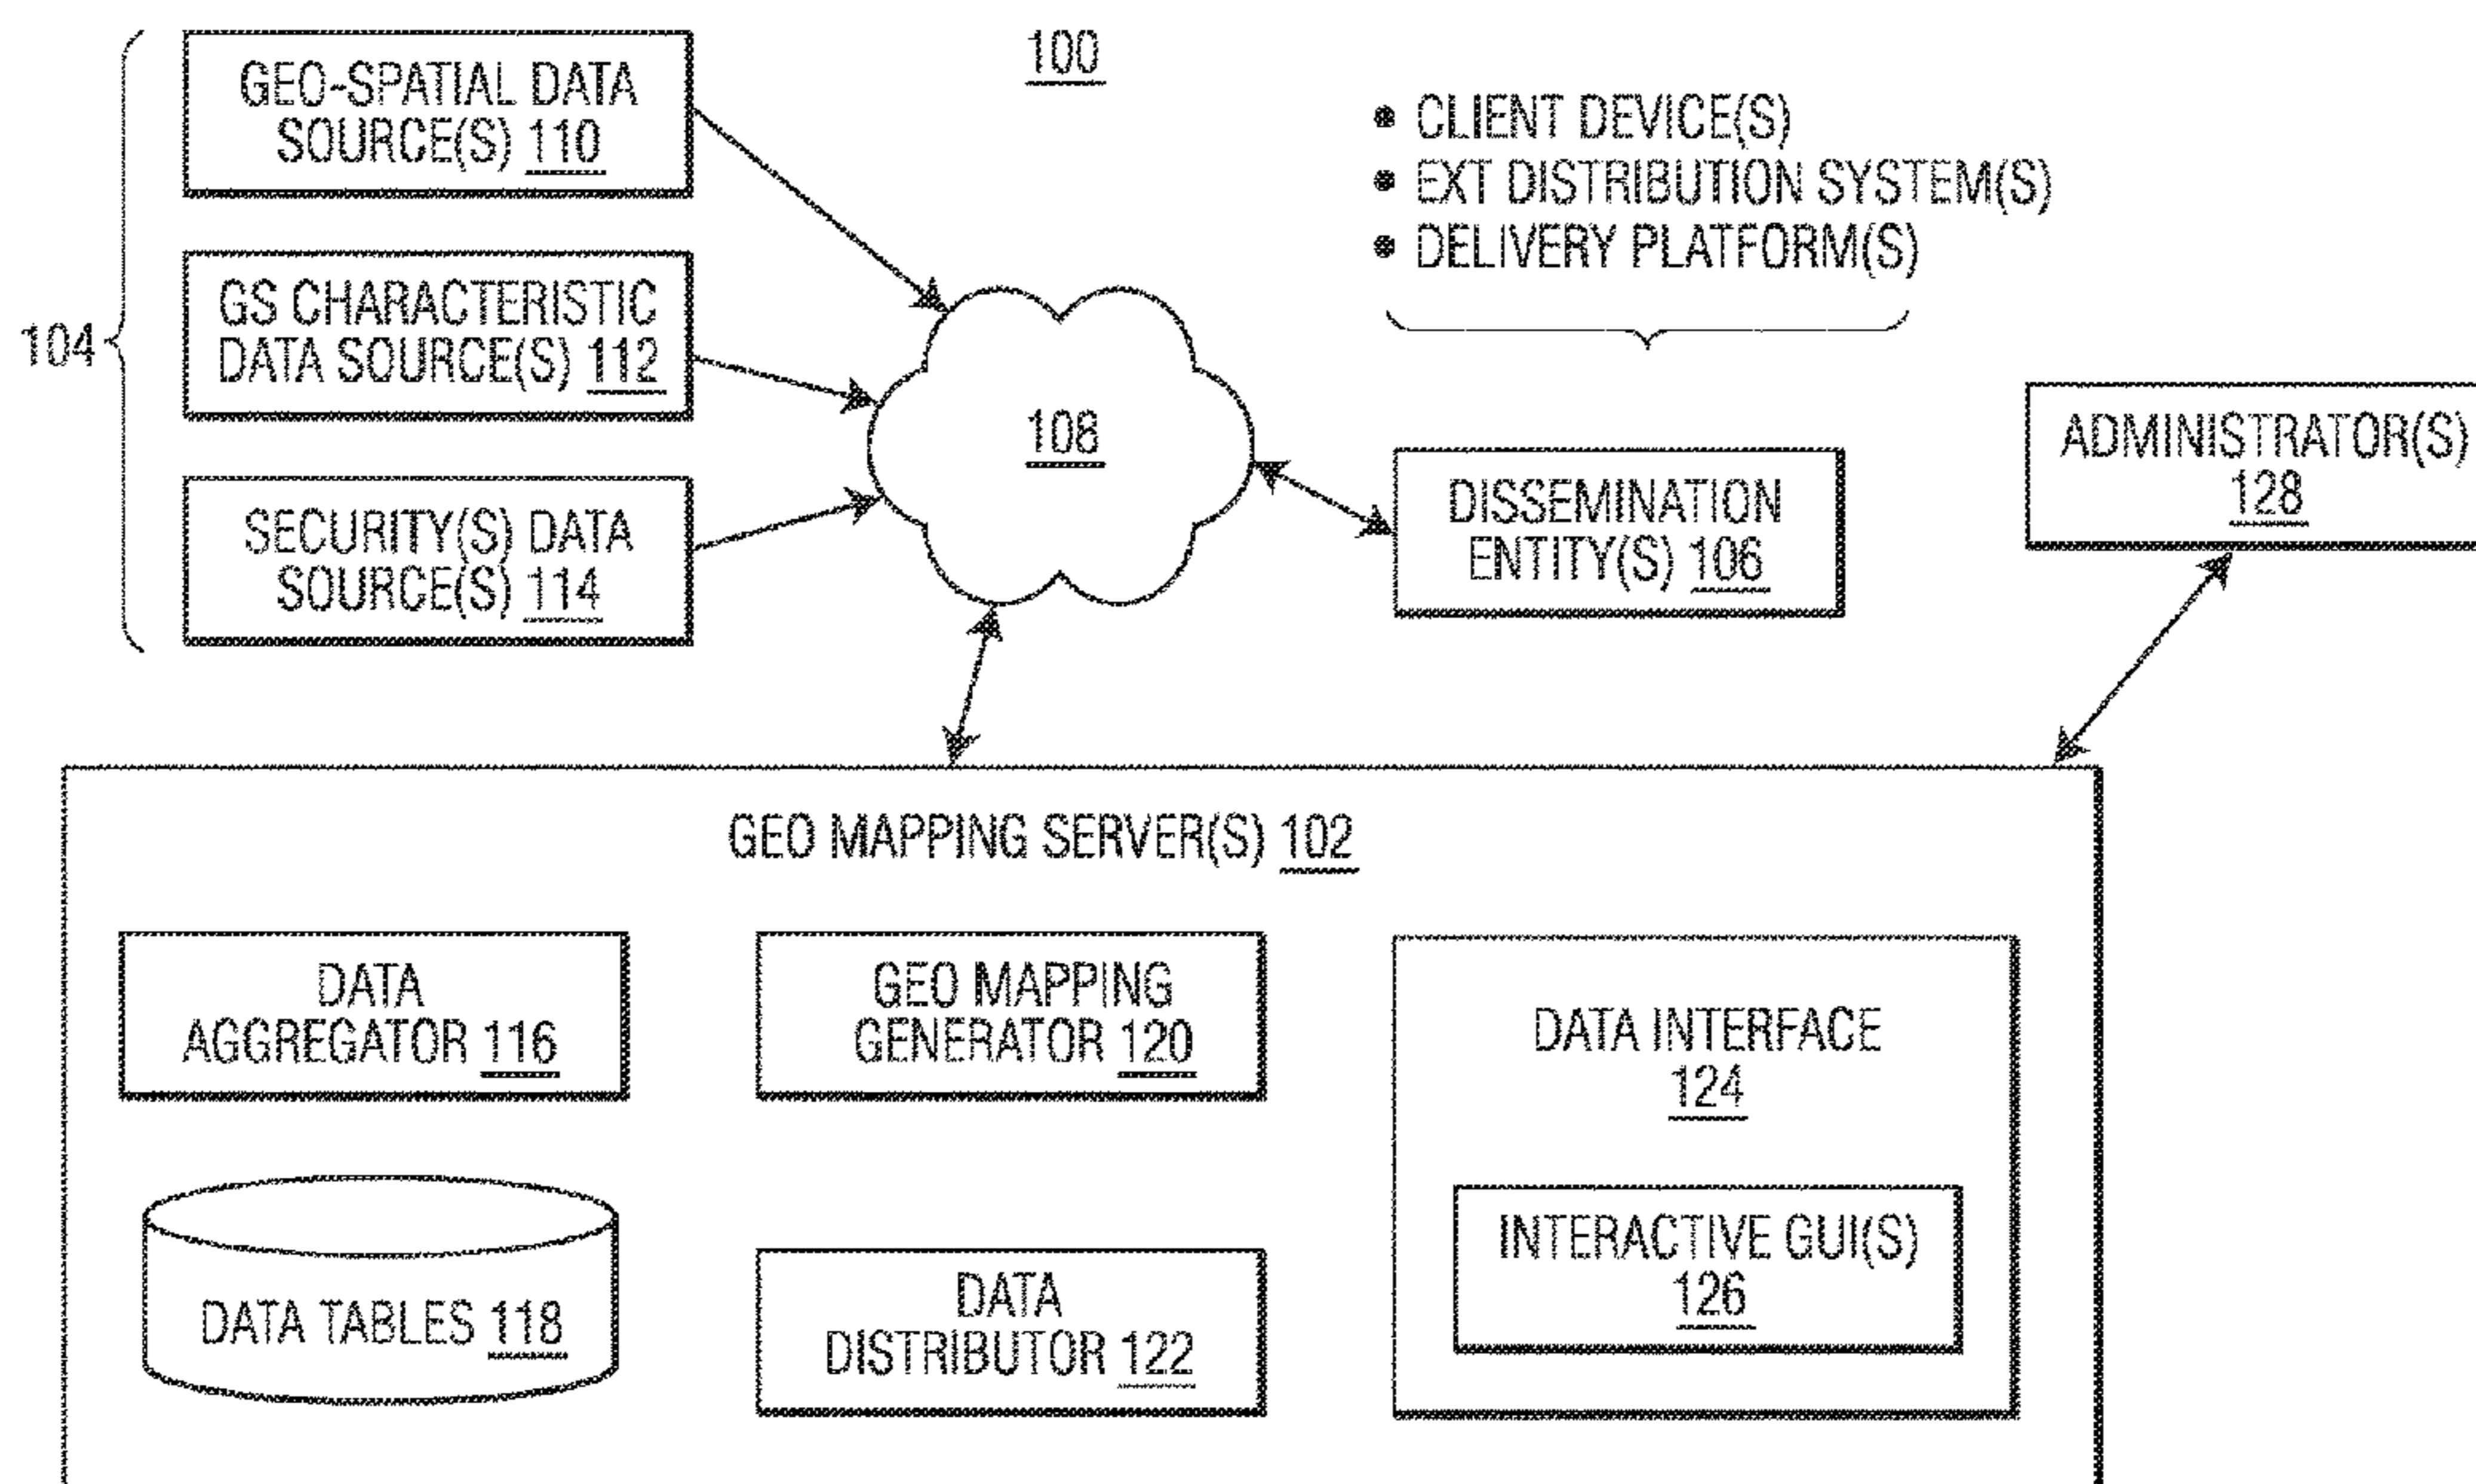 100
GEO-SPATIAL DATA
SOURCE(S) 110
GS CHARACTERISTIC
DATA SOURCE(S) 112
SECURITY(S) DATA
SOURCE(S) 114
104
108
• CLIENT DEVICE(S)
• EXT DISTRIBUTION SYSTEM(S)
• DELIVERY PLATFORM(S)
DISSEMINATION
ENTITY(S) 106
ADMINISTRATOR(S)
128
GEO MAPPING SERVER(S) 102
DATA
AGGREGATOR 116
GEO MAPPING
GENERATOR 120
DATA INTERFACE
124
DATA TABLES 118
DATA
DISTRIBUTOR 122
INTERACTIVE GUI(S)
126